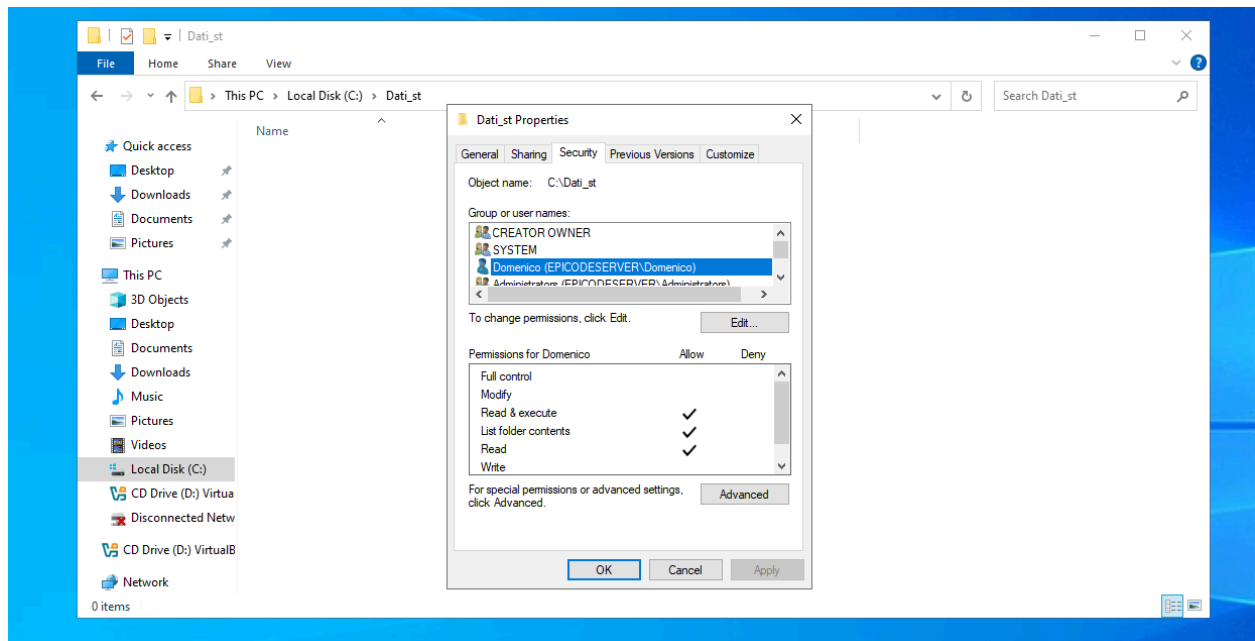 Dati_st
File Home Share View
This PC > Local Disk (C:) > Dati_st
Search Dati_st
Name
Quick access
Desktop
Downloads
Documents
Pictures
This PC
3D Objects
Desktop
Documents
Downloads
Music
Pictures
Videos
Local Disk (C:)
CD Drive (D:) Virtua
Disconnected Netw
CD Drive (D:) VirtualB
Network
0 items
Dati_st Properties
General Sharing Security Previous Versions Customize
Object name: C:\Dati_st
Group or user names:
CREATOR OWNER
SYSTEM
Domenico (EPICODESERVER\Domenico)
Administrators (EPICODESERVER\Administrators)
To change permissions, click Edit.
Edit...
Permissions for Domenico Allow Deny
Full control
Modify
Read & execute
List folder contents
Read
Write
For special permissions or advanced settings,
click Advanced.
Advanced
OK Cancel Apply